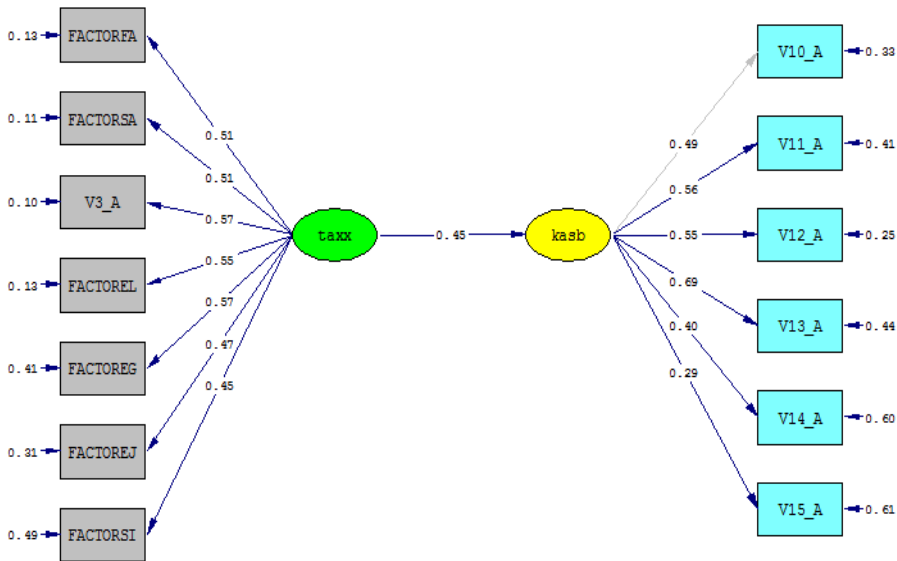 0.13
FACTORFA
0.11
FACTORSA
0.10
V3_A
0.13
FACTOREL
0.41
FACTOREG
0.31
FACTOREJ
0.49
FACTORSI
0.51
0.51
0.57
0.55
0.57
0.47
0.45
taxx
0.45
kasb
0.49
0.56
0.55
0.69
0.40
0.29
V10_A
0.33
V11_A
0.41
V12_A
0.25
V13_A
0.44
V14_A
0.60
V15_A
0.61